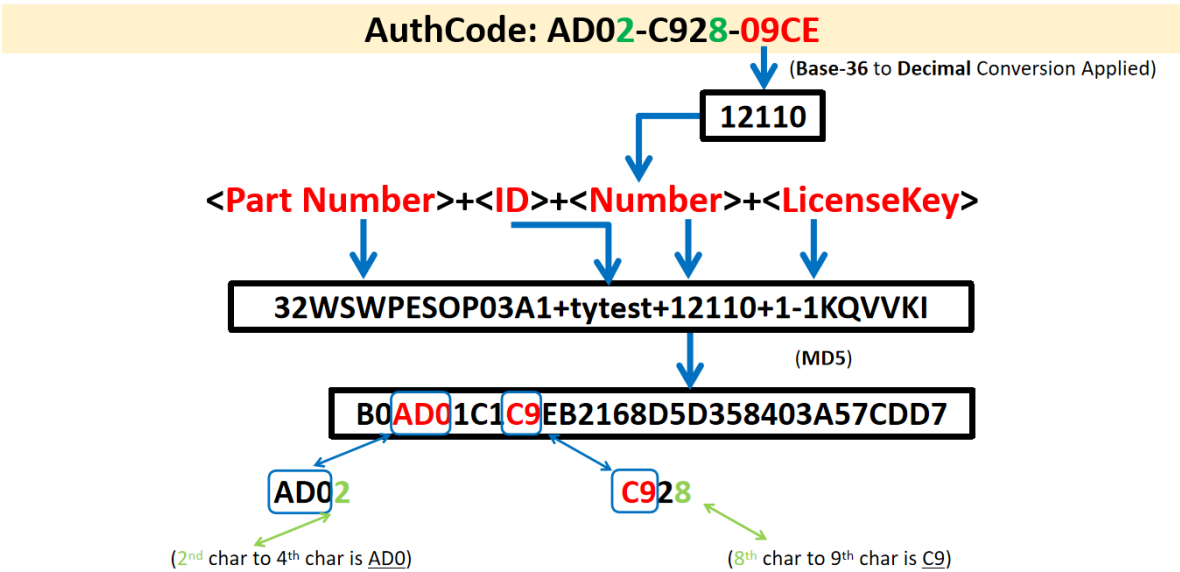 AuthCode: AD02-C928-09CE
(Base-36 to Decimal Conversion Applied)
12110
<Part Number>+<ID>+<Number>+<LicenseKey>
32WSWPESOP03A1+tytest+12110+1-1KQVVKI
(MD5)
B0AD01C1C9EB2168D5D358403A57CDD7
AD02
C928
(2nd char to 4th char is AD0)
(8th char to 9th char is C9)